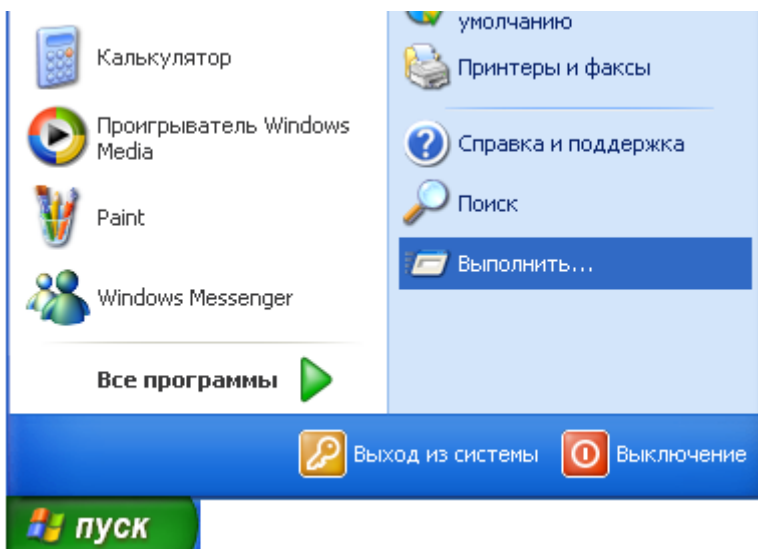 Калькулятор
Проигрыватель Windows
Media
Paint
Windows Messenger
Все программы
умолчанию
Принтеры и факсы
Справка и поддержка
Поиск
Выполнить...
Выход из системы
Выключение
пуск